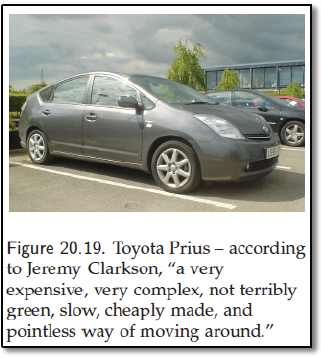 Figure 20.19. Toyota Prius – according
to Jeremy Clarkson, “a very
expensive, very complex, not terribly
green, slow, cheaply made, and
pointless way of moving around.”